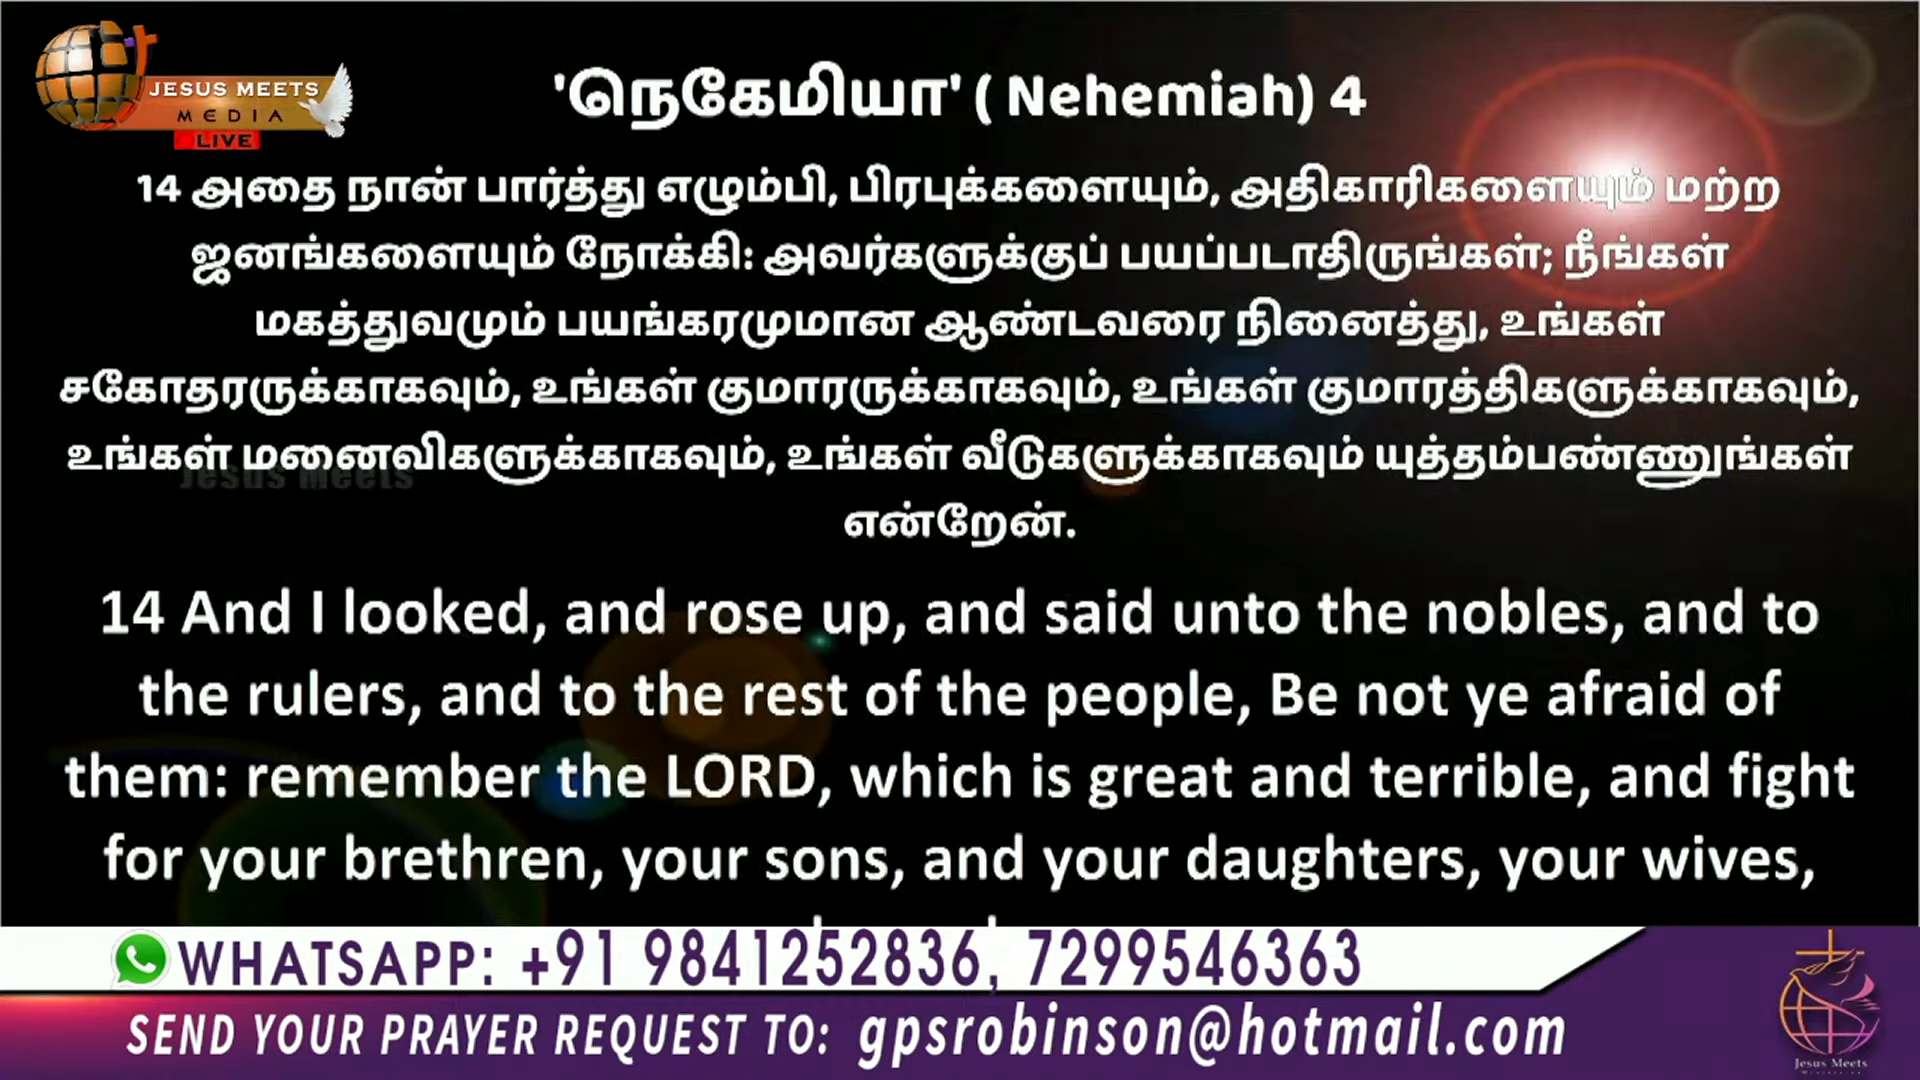 JESUS MEETS
MEDIA
LIVE
'நெகேமியா' ( Nehemiah) 4
14 அதை நான் பார்த்து எழும்பி, பிரபுக்களையும், அதிகாரிகளையும் மற்ற
ஜனங்களையும் நோக்கி: அவர்களுக்குப் பயப்படாதிருங்கள்; நீங்கள்
மகத்துவமும் பயங்கரமுமான ஆண்டவரை நினைத்து, உங்கள்
சகோதரருக்காகவும், உங்கள் குமாரருக்காகவும், உங்கள் குமாரத்திகளுக்காகவும்,
உங்கள் மனைவிகளுக்காகவும், உங்கள் வீடுகளுக்காகவும் யுத்தம்பண்ணுங்கள்
என்றேன்.
Jesus Meets
14 And I looked, and rose up, and said unto the nobles, and to
the rulers, and to the rest of the people, Be not ye afraid of
them: remember the LORD, which is great and terrible, and fight
for your brethren, your sons, and your daughters, your wives,
WHATSAPP: +91 9841252836, 7299546363
SEND YOUR PRAYER REQUEST TO: gpsrobinson@hotmail.com
Jesus Meets